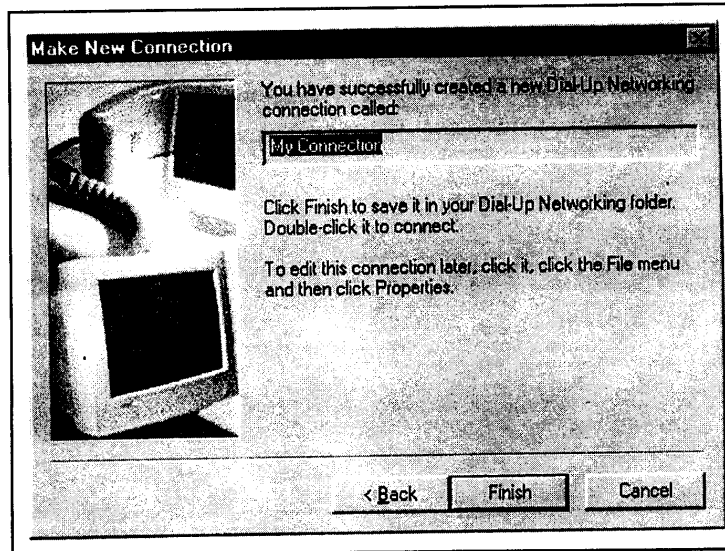 Make New Connection
You have successfully created a new Dial-Up Networking
connection called:
My Connection
Click Finish to save it in your Dial-Up Networking folder.
Double-click it to connect.
To edit this connection later, click it, click the File menu
and then click Properties.
< Back
Finish
Cancel